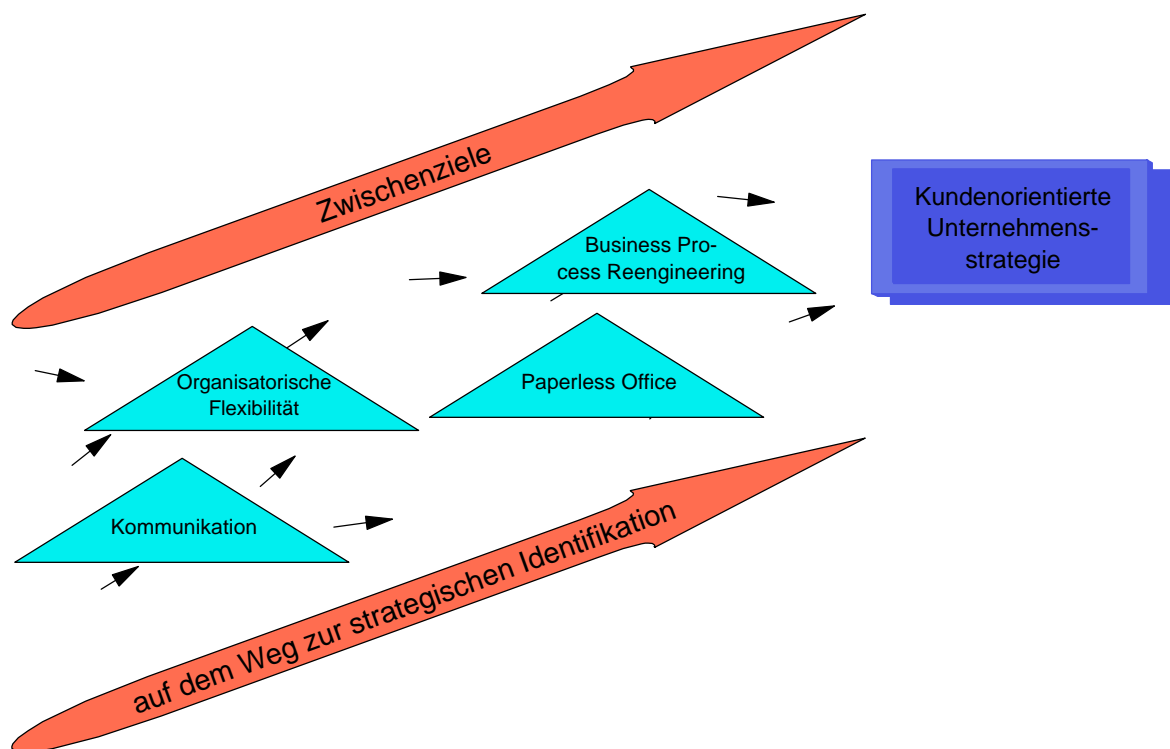 Zwischenziele
Kundenorientierte
Unternehmens-
strategie
Business Pro-
cess Reengineering
Organisatorische
Flexibilität
Paperless Office
Kommunikation
auf dem Weg zur strategischen Identifikation